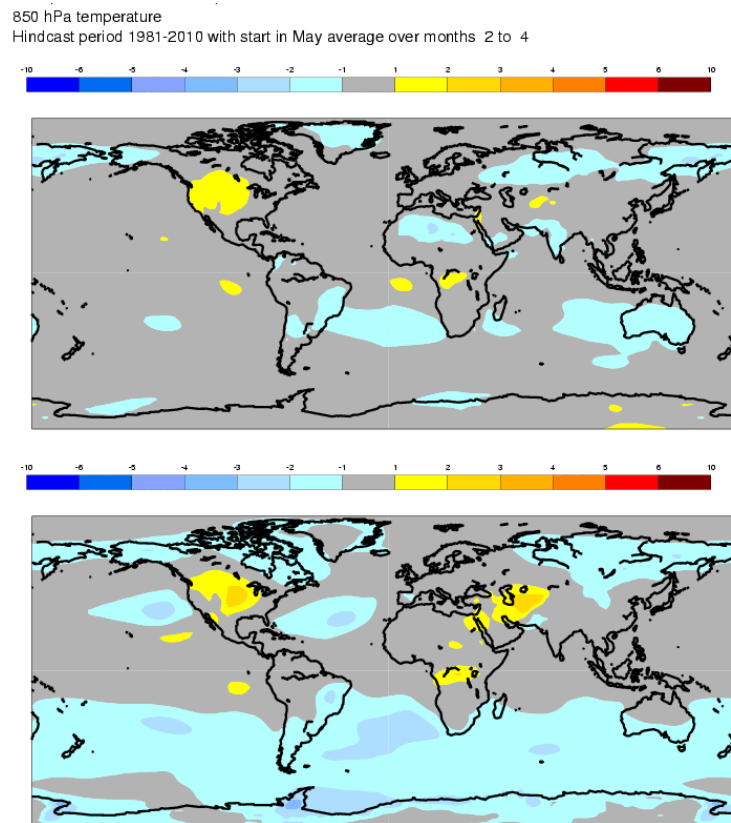 850 hPa temperature
Hindcast period 1981-2010 with start in May average over months 2 to 4
-10 -6 -5 -4 -3 -2 -1 1 2 3 4 5 6 10
-10 -6 -5 -4 -3 -2 -1 1 2 3 4 5 6 10